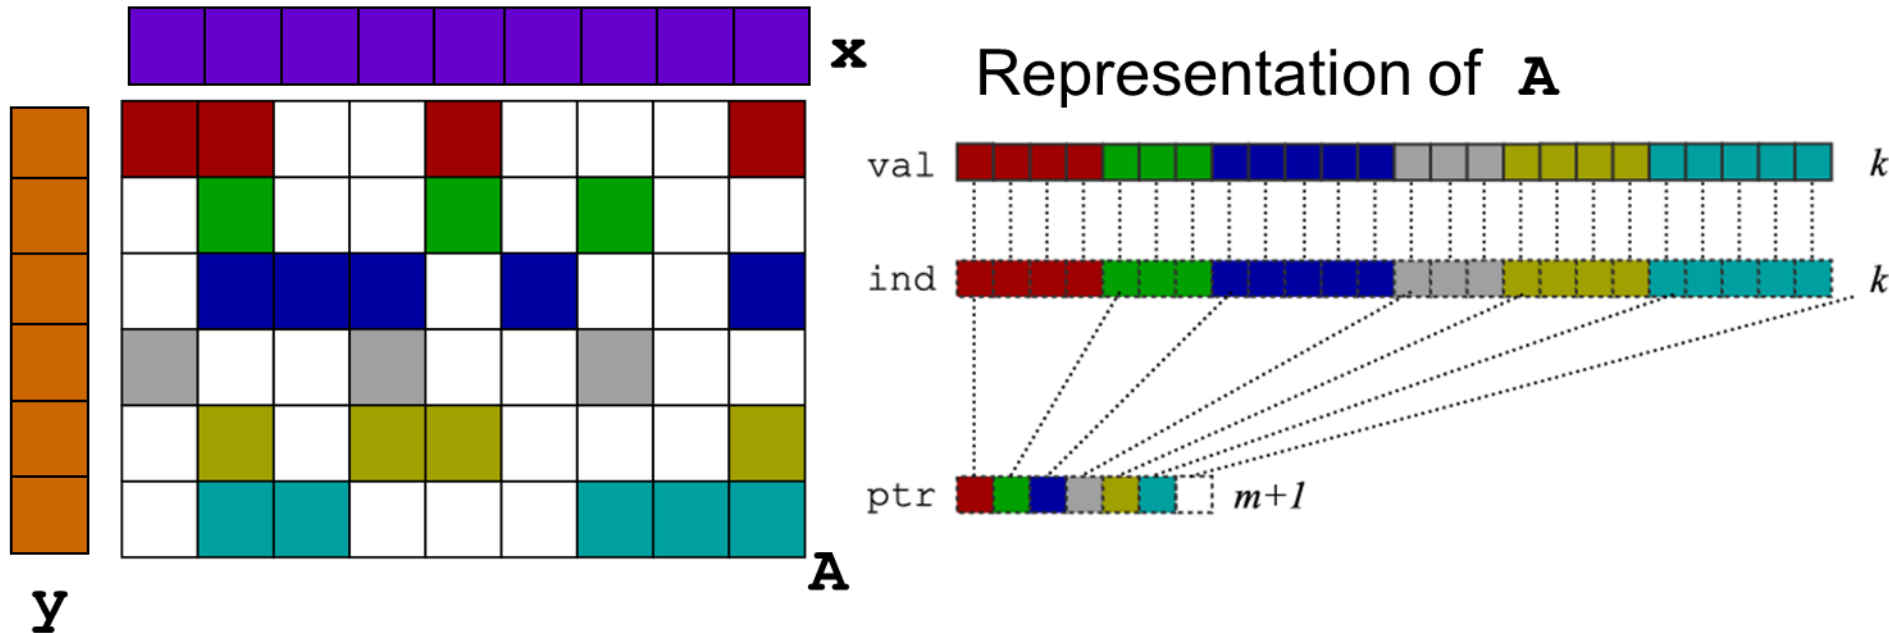 x
Representation of A
val k
ind k
ptr m+1
A
y